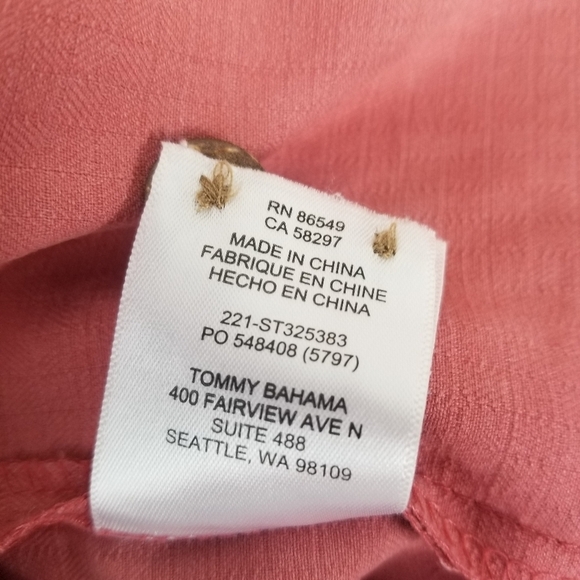 RN 86549
CA 58297
MADE IN CHINA
FABRIQUE EN CHINE
HECHO EN CHINA
221-ST325383
PO 548408 (5797)
TOMMY BAHAMA
400 FAIRVIEW AVE N
SUITE 488
SEATTLE, WA 98109